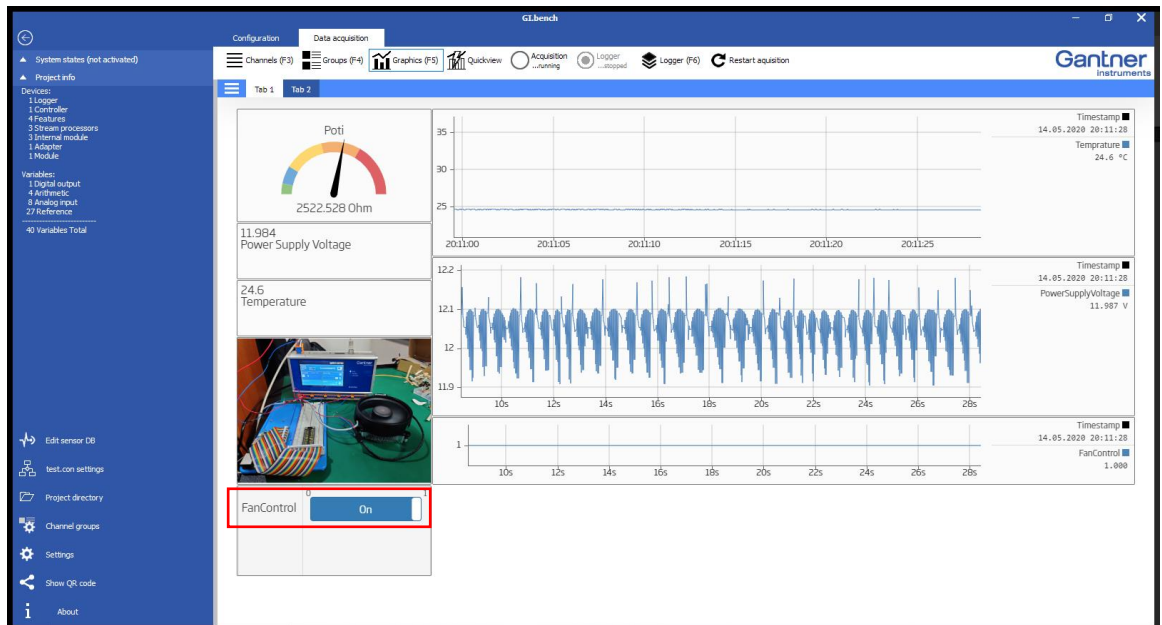 GI.bench
Configuration
Data acquisition
System states (not activated)
Project info
Devices:
1 Logger
1 Controller
4 Features
3 Stream processors
3 Internal module
1 Adapter
1 Module
Variables:
1 Digital output
4 Arithmetic
8 Analog input
27 Reference
40 Variables Total
Edit sensor DB
test.con settings
Project directory
Channel groups
Settings
Show QR code
About
Channels (F3)
Groups (F4)
Graphics (F5)
Quickview
Acquisition
...running
Logger
...stopped
Logger (F6)
Restart aquisition
Gantner
instruments
Tab 1
Tab 2
Poti
2522.528 Ohm
11.984
Power Supply Voltage
24.6
Temperature
FanControl
0
1
On
35
30
25
20:11:00 20:11:05 20:11:10 20:11:15 20:11:20 20:11:25
Timestamp
14.05.2020 20:11:28
Temprature
24.6 °C
12.2
12.1
12
11.9
10s 12s 14s 16s 18s 20s 22s 24s 26s 28s
Timestamp
14.05.2020 20:11:28
PowerSupplyVoltage
11.987 V
1
10s 12s 14s 16s 18s 20s 22s 24s 26s 28s
Timestamp
14.05.2020 20:11:28
FanControl
1.000